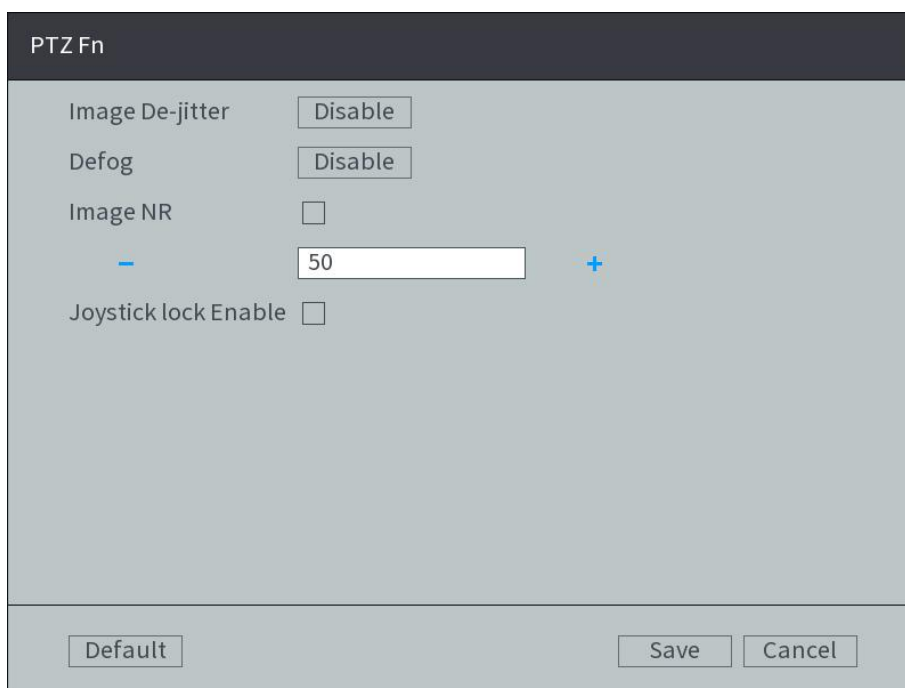 PTZ Fn
Image De-jitter Disable
Defog Disable
Image NR
– 50 +
Joystick lock Enable
Default Save Cancel